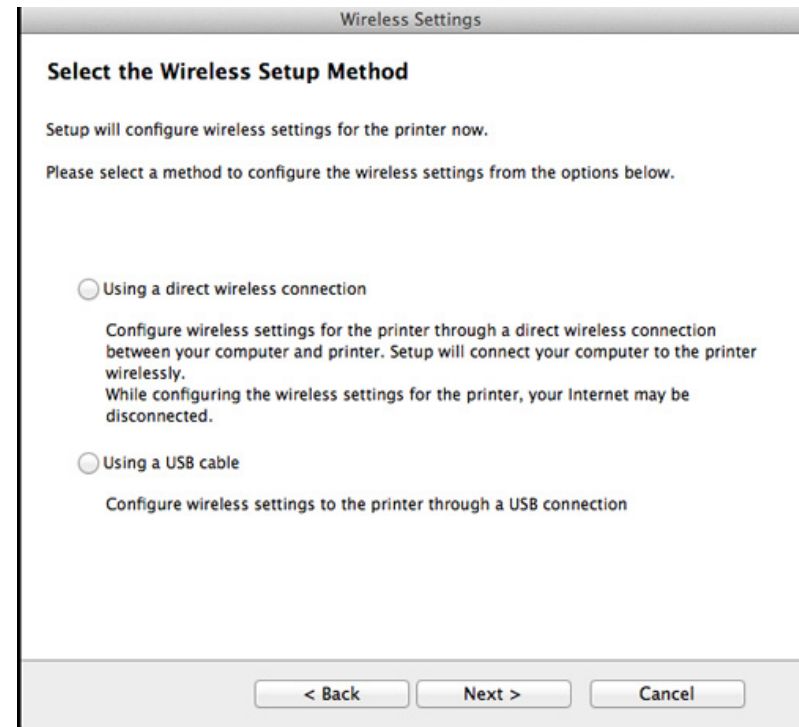 Wireless Settings
Select the Wireless Setup Method
Setup will configure wireless settings for the printer now.
Please select a method to configure the wireless settings from the options below.
Using a direct wireless connection
Configure wireless settings for the printer through a direct wireless connection
between your computer and printer. Setup will connect your computer to the printer
wirelessly.
While configuring the wireless settings for the printer, your Internet may be
disconnected.
Using a USB cable
Configure wireless settings to the printer through a USB connection
< Back Next > Cancel